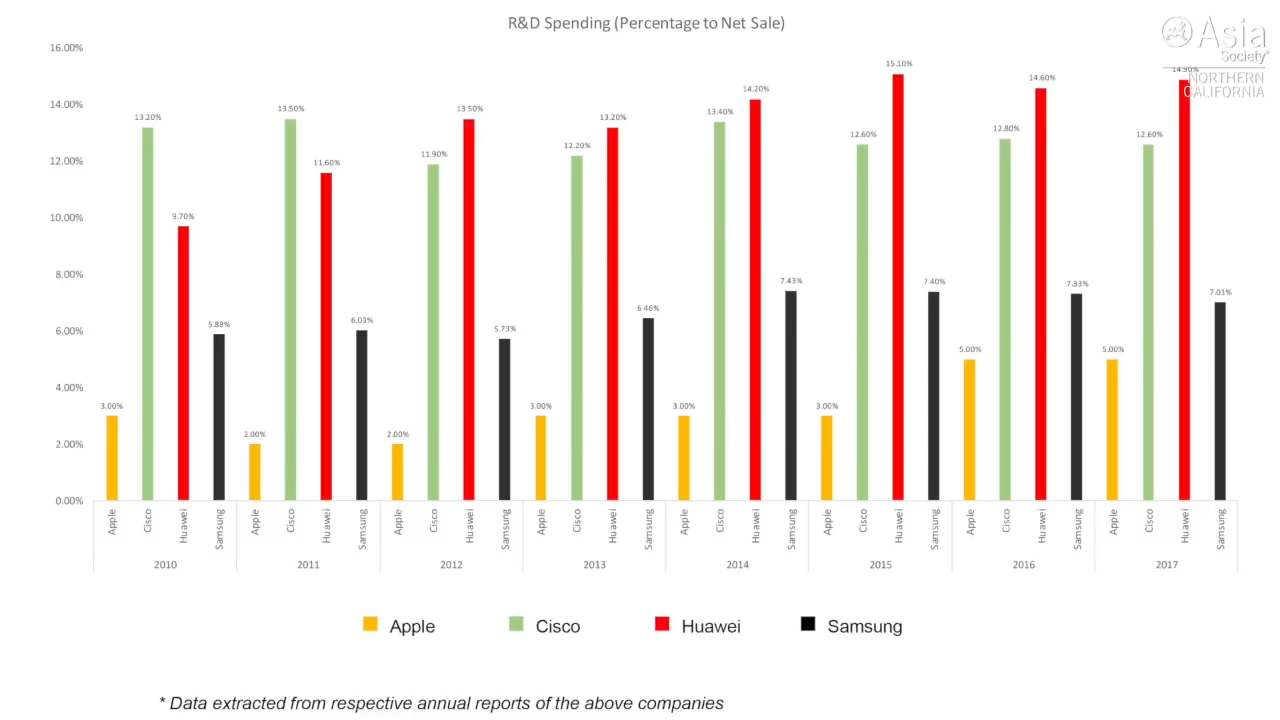 R&D Spending (Percentage to Net Sale)
Asia
Society
NORTHERN
CALIFORNIA
16.00%
14.00%
12.00%
10.00%
8.00%
6.00%
4.00%
2.00%
0.00%
3.00% 13.20% 9.70% 5.88%
2.00% 13.50% 11.60% 6.03%
2.00% 11.90% 13.50% 5.73%
3.00% 12.20% 13.20% 6.46%
3.00% 13.40% 14.20% 7.43%
3.00% 12.60% 15.10% 7.40%
5.00% 12.80% 14.60% 7.33%
5.00% 12.60% 14.90% 7.01%
Apple Cisco Huawei Samsung Apple Cisco Huawei Samsung Apple Cisco Huawei Samsung Apple Cisco Huawei Samsung Apple Cisco Huawei Samsung Apple Cisco Huawei Samsung Apple Cisco Huawei Samsung Apple Cisco Huawei Samsung
2010 2011 2012 2013 2014 2015 2016 2017
Apple Cisco Huawei Samsung
* Data extracted from respective annual reports of the above companies